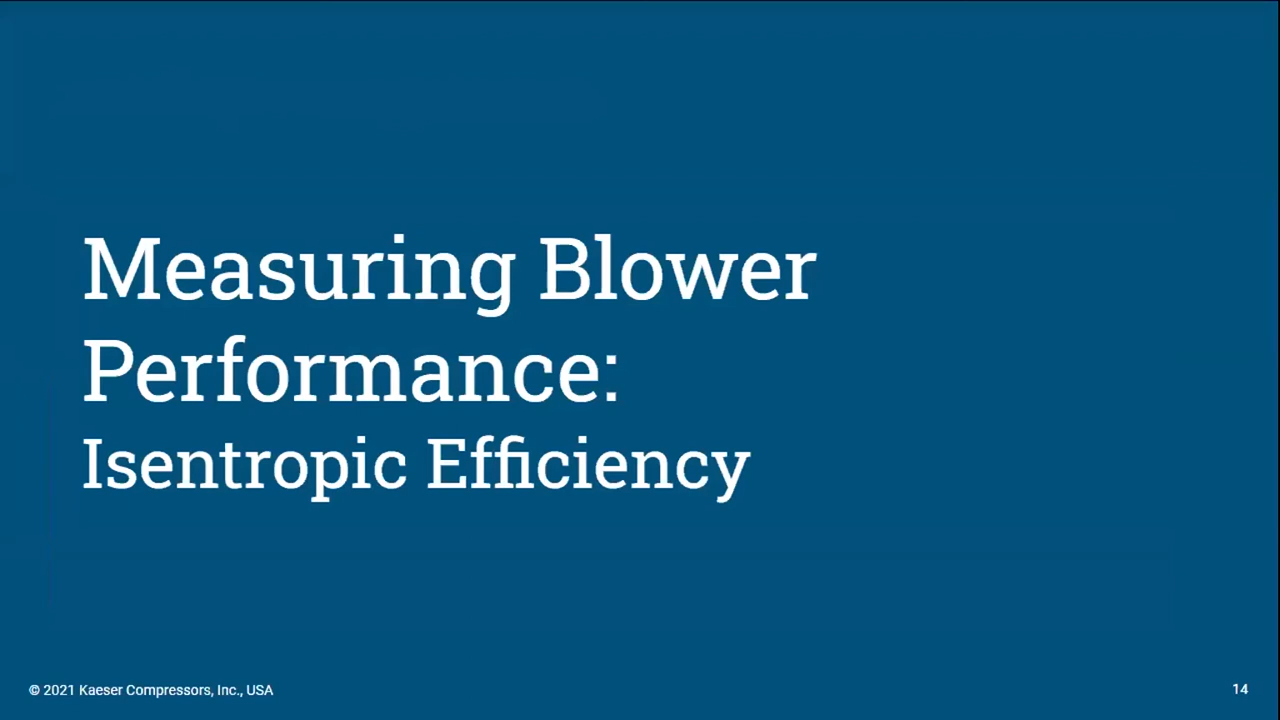 Measuring Blower
Performance:
Isentropic Efficiency
© 2021 Kaeser Compressors, Inc., USA
14